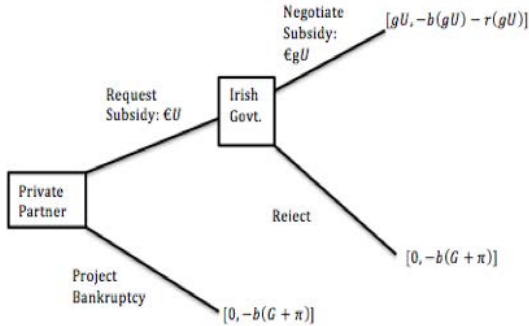 Negotiate
Subsidy:
€gU
[gU, −b(gU) − r(gU)]
Request
Subsidy: €U
Irish
Govt.
Private
Partner
Reject
[0, −b(G + π)]
Project
Bankruptcy
[0, −b(G + π)]